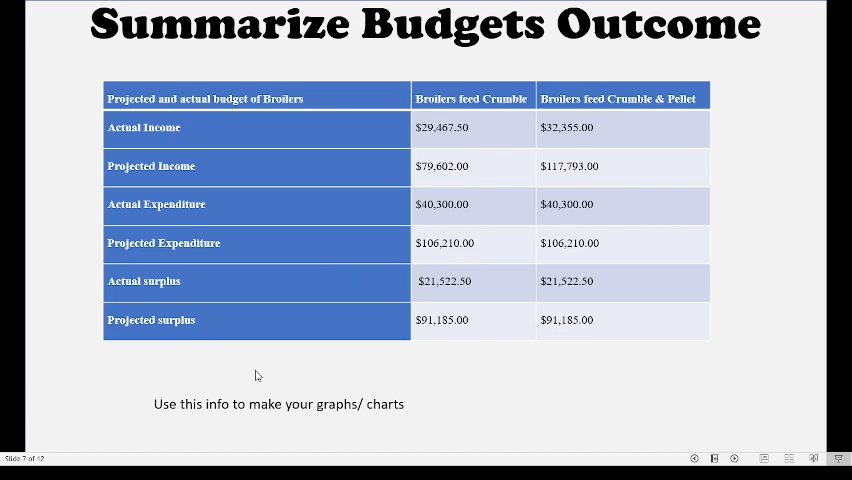 Summarize Budgets Outcome
Projected and actual budget of Broilers Broilers feed Crumble Broilers feed Crumble & Pellet
Actual Income $29,467.50 $32,355.00
Projected Income $79,602.00 $117,793.00
Actual Expenditure $40,300.00 $40,300.00
Projected Expenditure $106,210.00 $106,210.00
Actual surplus $21,522.50 $21,522.50
Projected surplus $91,185.00 $91,185.00
Use this info to make your graphs/ charts
Slide 7 of 12